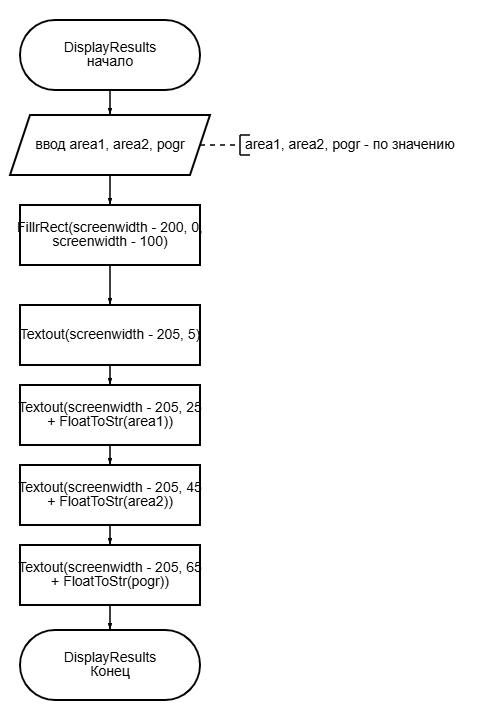 DisplayResults
начало
ввод area1, area2, pogr
area1, area2, pogr - по значению
FillrRect(screenwidth - 200, 0,
screenwidth - 100)
Textout(screenwidth - 205, 5)
Textout(screenwidth - 205, 25
+ FloatToStr(area1))
Textout(screenwidth - 205, 45
+ FloatToStr(area2))
Textout(screenwidth - 205, 65
+ FloatToStr(pogr))
DisplayResults
Конец